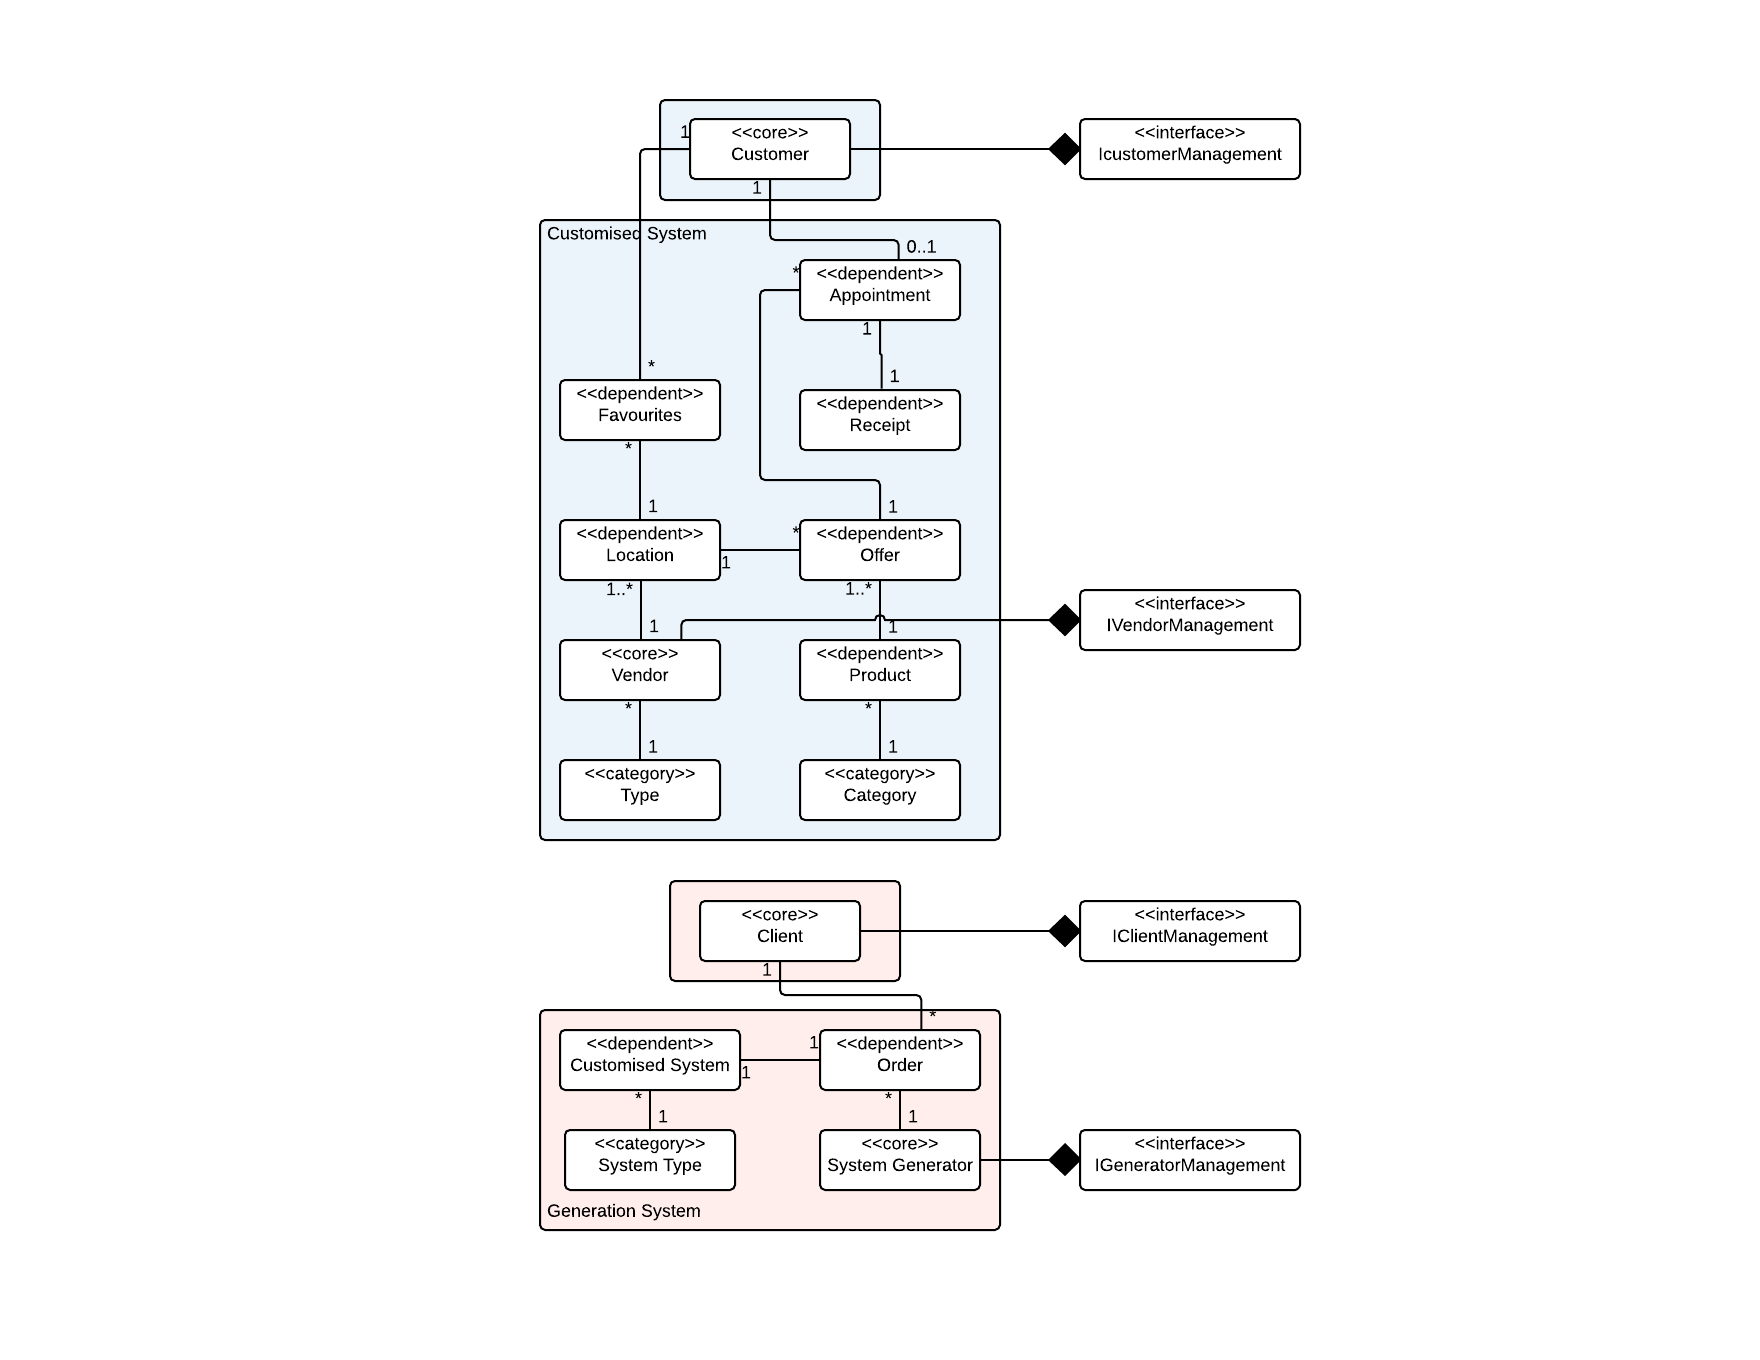 1
<<core>>
Customer
1
<<interface>>
IcustomerManagement
Customised System
0..1
*
<<dependent>>
Appointment
1
*
1
<<dependent>>
Favourites
*
<<dependent>>
Receipt
1
1
<<dependent>>
Location
1
1..*
*
<<dependent>>
Offer
1..*
<<interface>>
IVendorManagement
1
1
<<core>>
Vendor
*
<<dependent>>
Product
*
1
1
<<category>>
Type
<<category>>
Category
<<core>>
Client
1
<<interface>>
IClientManagement
*
<<dependent>>
Customised System
1
*
1
<<dependent>>
Order
*
1
1
<<category>>
System Type
<<core>>
System Generator
<<interface>>
IGeneratorManagement
Generation System